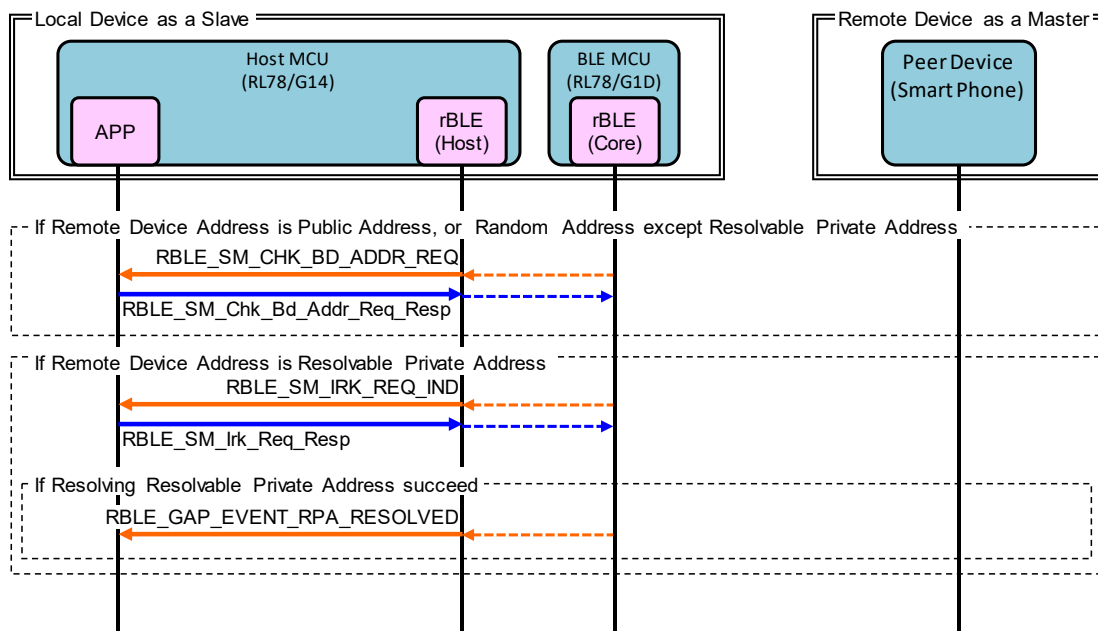 Local Device as a Slave
Remote Device as a Master
Host MCU
(RL78/G14)
BLE MCU
(RL78/G1D)
Peer Device
(Smart Phone)
APP
rBLE
(Host)
rBLE
(Core)
If Remote Device Address is Public Address, or Random Address except Resolvable Private Address
RBLE_SM_CHK_BD_ADDR_REQ
RBLE_SM_Chk_Bd_Addr_Req_Resp
If Remote Device Address is Resolvable Private Address
RBLE_SM_IRK_REQ_IND
RBLE_SM_Irk_Req_Resp
If Resolving Resolvable Private Address succeed
RBLE_GAP_EVENT_RPA_RESOLVED